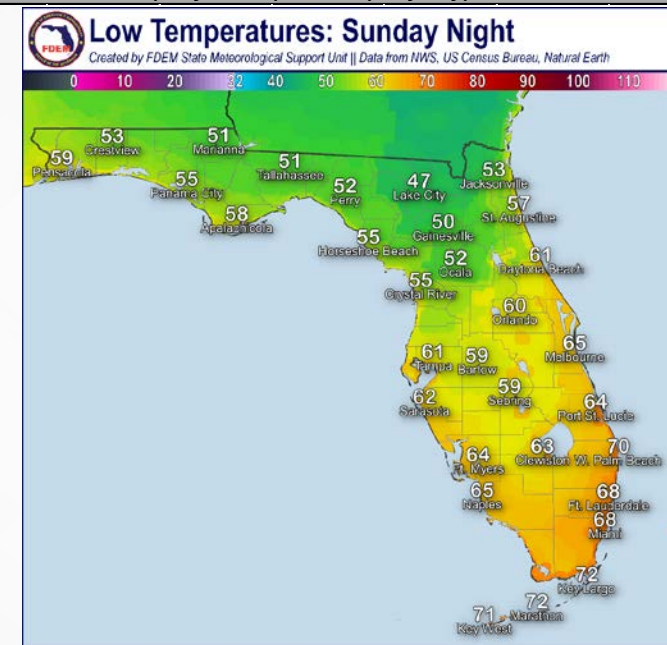 FDEM
Low Temperatures: Sunday Night
Created by FDEM State Meteorological Support Unit || Data from NWS, US Census Bureau, Natural Earth
0 10 20 32 40 50 60 70 80 90 100 110
53
Crestview
51
Marianna
59
Pensacola
51
Tallahassee
55
Panama City
52
Perry
47
Lake City
53
Jacksonville
58
Apalachicola
57
St. Augustine
50
Gainesville
55
Horseshoe Beach
52
Ocala
61
Daytona Beach
55
Crystal River
60
Orlando
65
Melbourne
61
Tampa
59
Bartow
62
Sarasota
59
Sebring
64
Port St. Lucie
64
Ft. Myers
63
Clewiston
70
W. Palm Beach
65
Naples
68
Ft. Lauderdale
68
Miami
72
Key Largo
72
Marathon
71
Key West